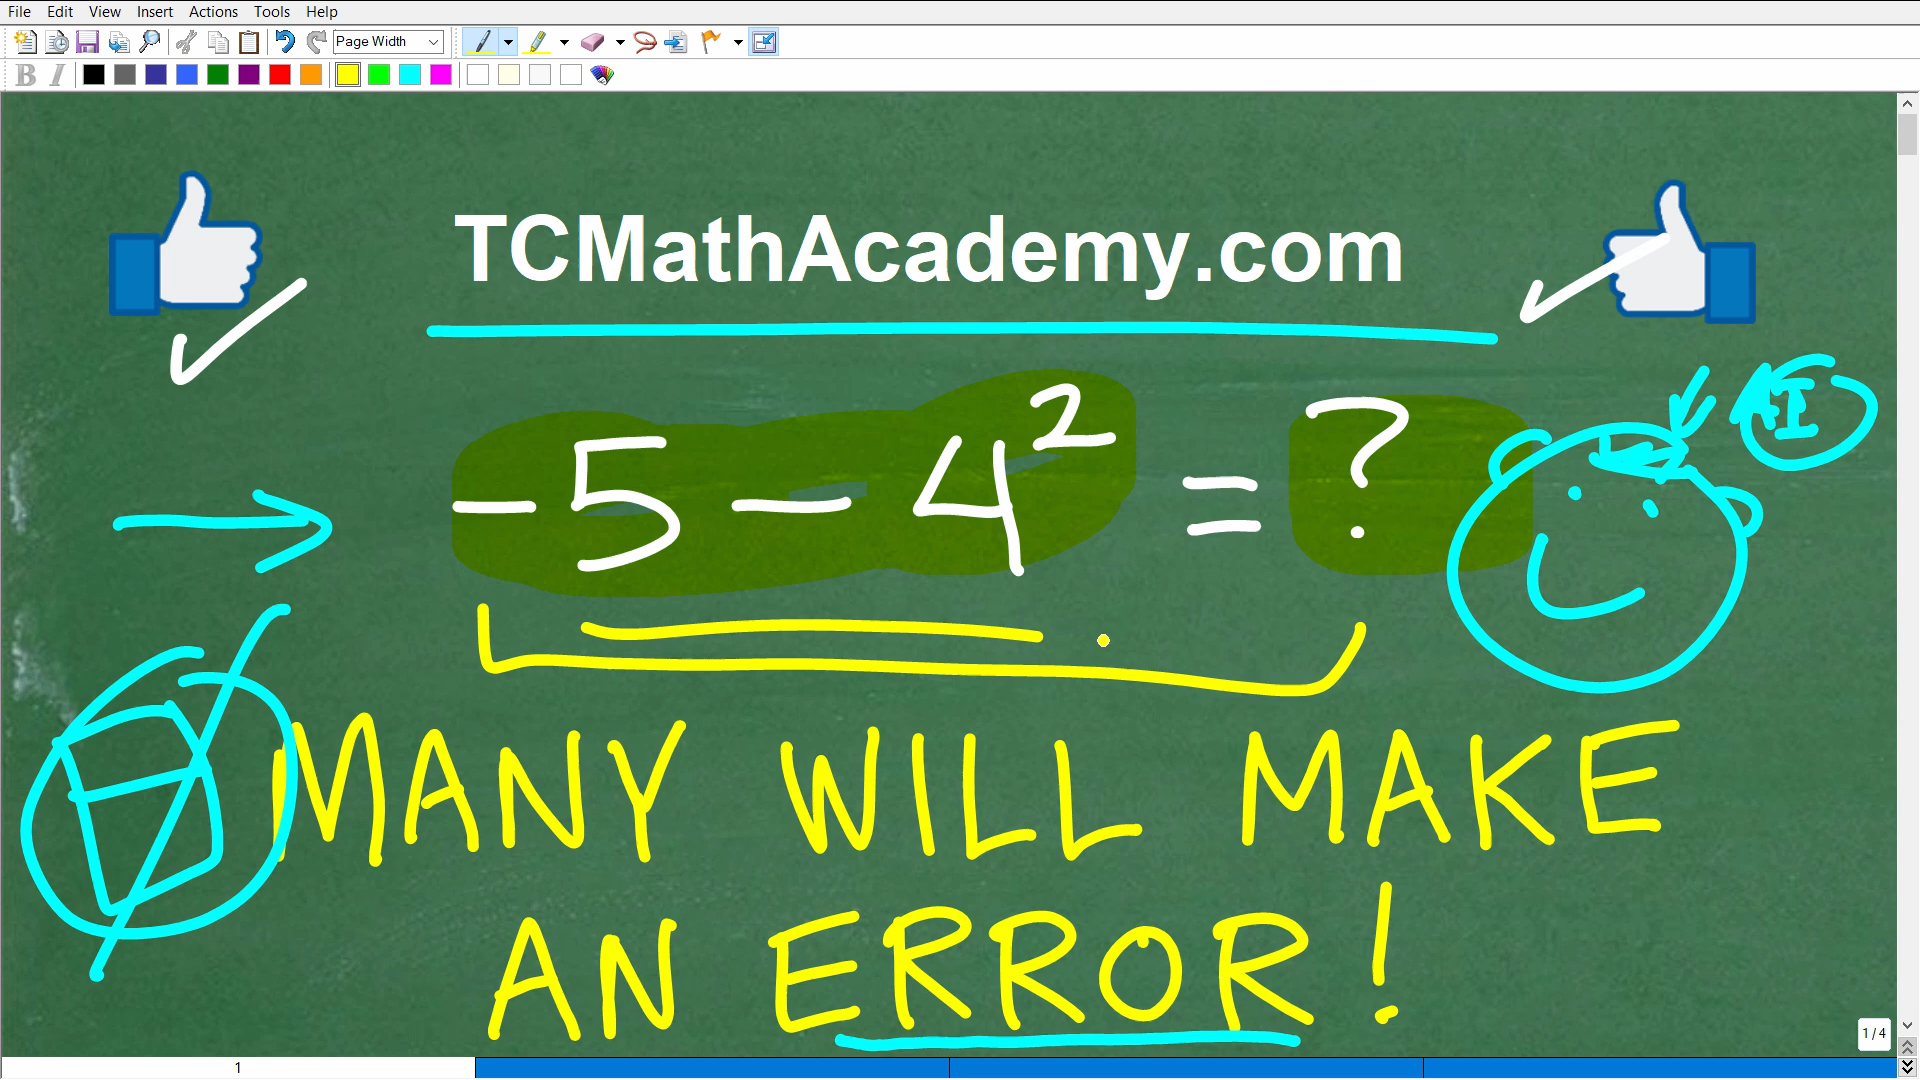 File Edit View Insert Actions Tools Help
Page Width
B I
TCMathAcademy.com
-5 - 4² = ?
MANY WILL MAKE
AN ERROR!
1 / 4
1